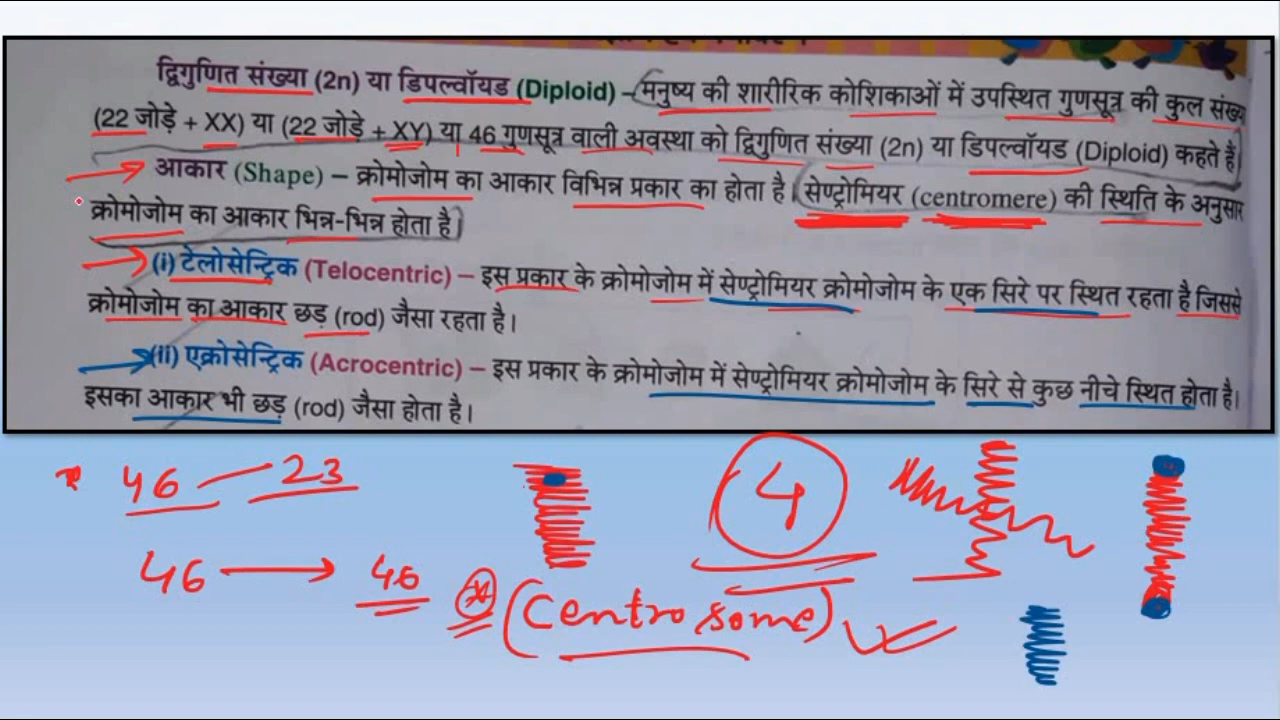 द्विगुणित संख्या (2n) या डिपल्वॉयड (Diploid) – मनुष्य की शारीरिक कोशिकाओं में उपस्थित गुणसूत्र की कुल संख्य
(22 जोड़े + XX) या (22 जोड़े + XY) या 46 गुणसूत्र वाली अवस्था को द्विगुणित संख्या (2n) या डिपल्वॉयड (Diploid) कहते हैं
आकार (Shape) – क्रोमोजोम का आकार विभिन्न प्रकार का होता है। सेण्ट्रोमियर (centromere) की स्थिति के अनुसार
क्रोमोजोम का आकार भिन्न-भिन्न होता है।
(i) टेलोसेन्ट्रिक (Telocentric) – इस प्रकार के क्रोमोजोम में सेण्ट्रोमियर क्रोमोजोम के एक सिरे पर स्थित रहता है जिससे
क्रोमोजोम का आकार छड़ (rod) जैसा रहता है।
(ii) एक्रोसेन्ट्रिक (Acrocentric) – इस प्रकार के क्रोमोजोम में सेण्ट्रोमियर क्रोमोजोम के सिरे से कुछ नीचे स्थित होता है।
इसका आकार भी छड़ (rod) जैसा होता है।
46 — 23
4
46 → 46
(Centrosome)